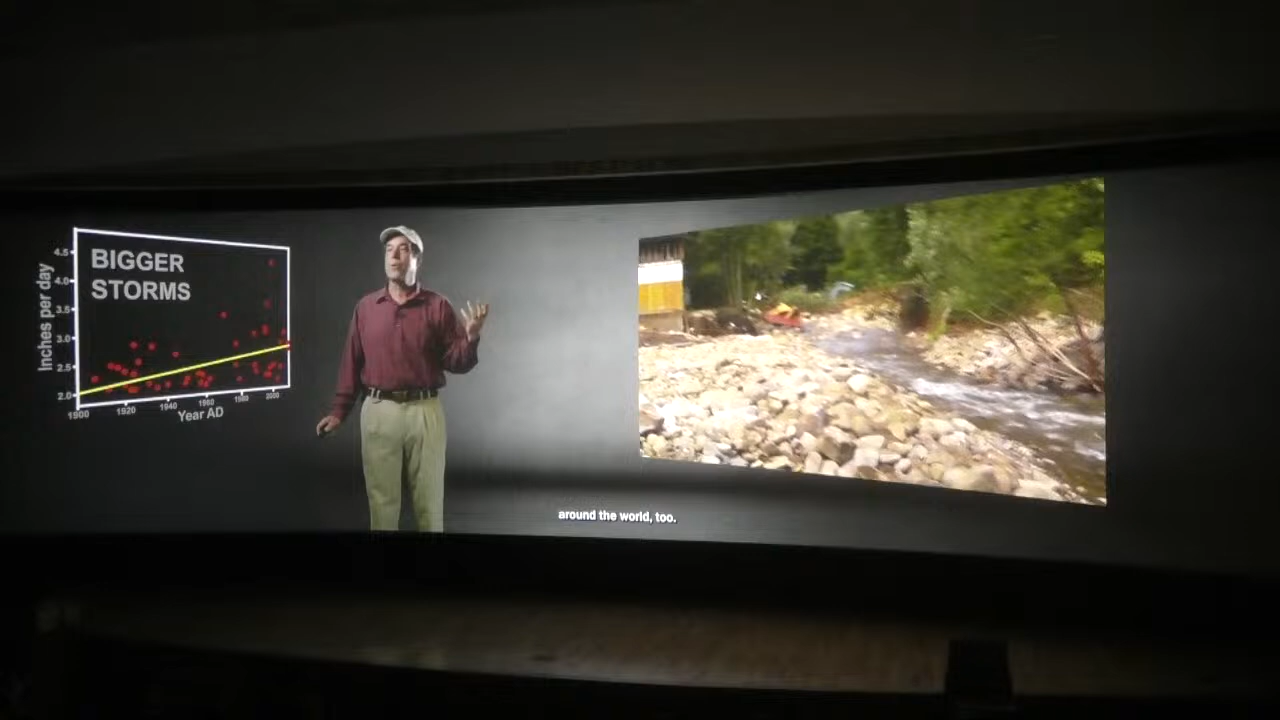 BIGGER
STORMS
Inches per day
4.5
4.0
3.5
3.0
2.5
2.0
1900 1920 1940 1960 1980 2000
Year AD
around the world, too.